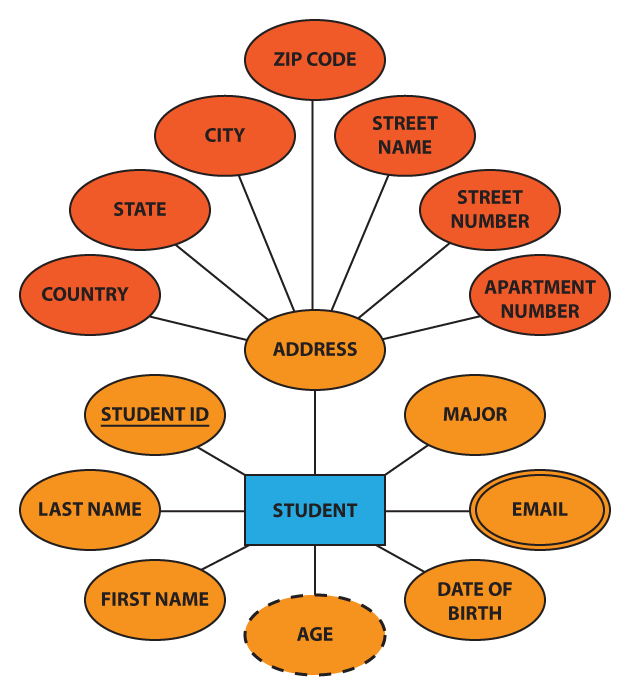 ZIP CODE
CITY
STREET
NAME
STATE
STREET
NUMBER
COUNTRY
APARTMENT
NUMBER
ADDRESS
STUDENT ID
MAJOR
LAST NAME
STUDENT
EMAIL
FIRST NAME
DATE OF
BIRTH
AGE